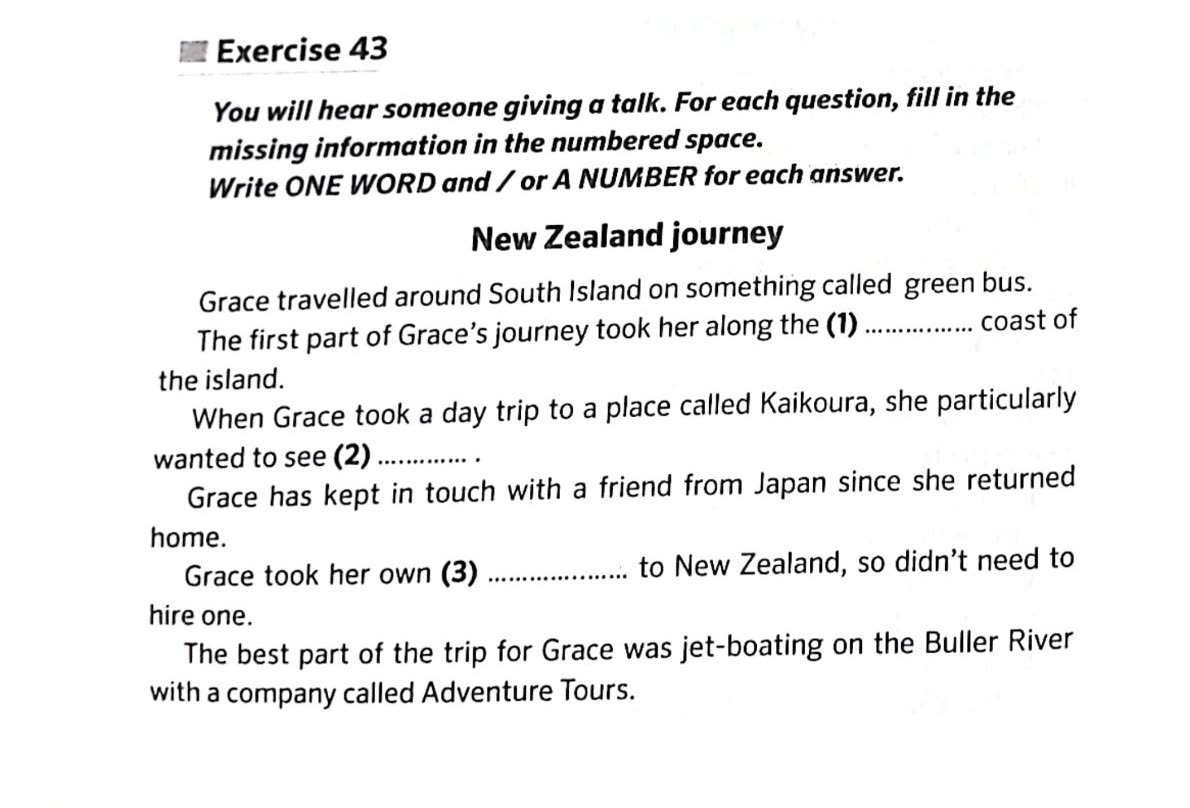 Exercise 43
You will hear someone giving a talk. For each question, fill in the
missing information in the numbered space.
Write ONE WORD and / or A NUMBER for each answer.
New Zealand journey
Grace travelled around South Island on something called green bus.
The first part of Grace's journey took her along the (1) ................ coast of
the island.
When Grace took a day trip to a place called Kaikoura, she particularly
wanted to see (2) .............. .
Grace has kept in touch with a friend from Japan since she returned
home.
Grace took her own (3) ..................... to New Zealand, so didn't need to
hire one.
The best part of the trip for Grace was jet-boating on the Buller River
with a company called Adventure Tours.